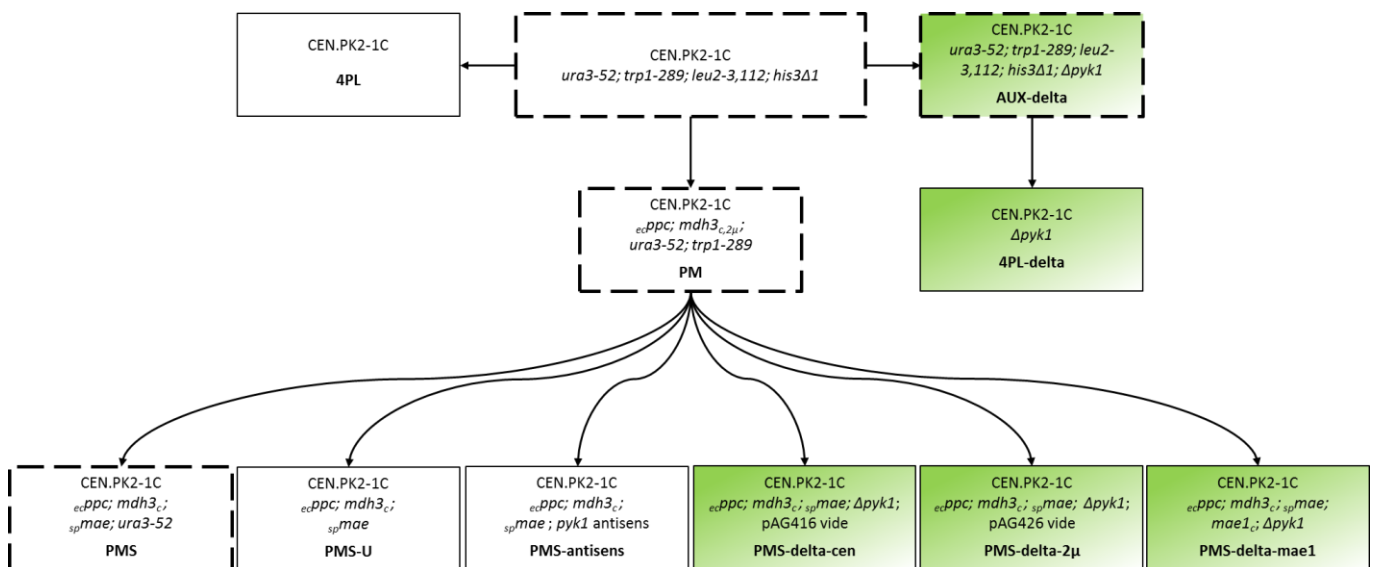 CEN.PK2-1C
4PL
CEN.PK2-1C
ura3-52; trp1-289; leu2-3,112; his3Δ1
CEN.PK2-1C
ura3-52; trp1-289; leu2-
3,112; his3Δ1; Δpyk1
AUX-delta
CEN.PK2-1C
ecppc; mdh3c,2μ;
ura3-52; trp1-289
PM
CEN.PK2-1C
Δpyk1
4PL-delta
CEN.PK2-1C
ecppc; mdh3c;
spmae; ura3-52
PMS
CEN.PK2-1C
ecppc; mdh3c;
spmae
PMS-U
CEN.PK2-1C
ecppc; mdh3c;
spmae ; pyk1 antisens
PMS-antisens
CEN.PK2-1C
ecppc; mdh3c; spmae; Δpyk1;
pAG416 vide
PMS-delta-cen
CEN.PK2-1C
ecppc; mdh3c; spmae; Δpyk1;
pAG426 vide
PMS-delta-2μ
CEN.PK2-1C
ecppc; mdh3c; spmae;
mae1c; Δpyk1
PMS-delta-mae1